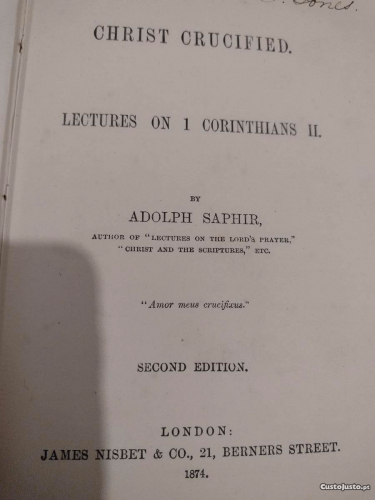 Jones.
CHRIST CRUCIFIED.
LECTURES ON 1 CORINTHIANS II.
BY
ADOLPH SAPHIR,
AUTHOR OF "LECTURES ON THE LORD'S PRAYER,"
"CHRIST AND THE SCRIPTURES," ETC.
"Amor meus crucifixus."
SECOND EDITION.
LONDON:
JAMES NISBET & CO., 21, BERNERS STREET.
1874.
CustoJusto.pt